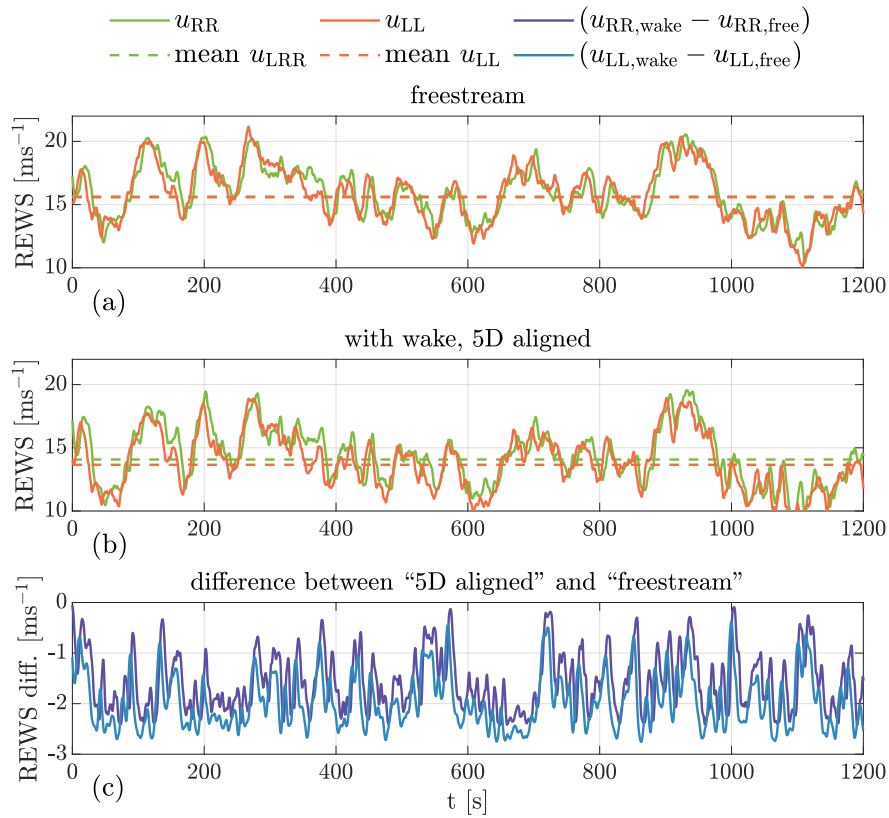 u_RR u_LL (u_RR,wake − u_RR,free)
mean u_LRR mean u_LL (u_LL,wake − u_LL,free)
freestream
REWS [ms⁻¹]
20
15
10
0 200 400 600 800 1000 1200
(a)
with wake, 5D aligned
REWS [ms⁻¹]
20
15
10
0 200 400 600 800 1000 1200
(b)
difference between “5D aligned” and “freestream”
REWS diff. [ms⁻¹]
0
-1
-2
-3
0 200 400 600 800 1000 1200
(c)
t [s]